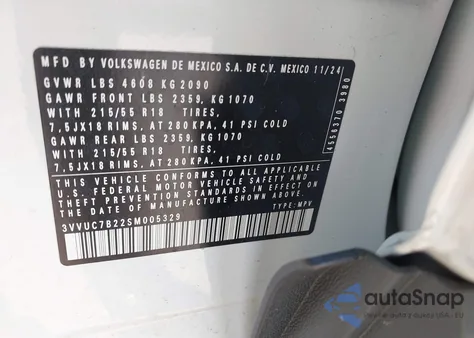 MFD BY VOLKSWAGEN DE MEXICO S.A. DE C.V. MEXICO 11/24
GVWR LBS 4608 KG 2090
GAWR FRONT LBS 2359, KG 1070
WITH 215/55 R18 TIRES,
7,5JX18 RIMS, AT 280 KPA, 41 PSI COLD
GAWR REAR LBS 2359, KG 1070
WITH 215/55 R18 TIRES,
7,5JX18 RIMS, AT 280 KPA, 41 PSI COLD
THIS VEHICLE CONFORMS TO ALL APPLICABLE
U.S. FEDERAL MOTOR VEHICLE SAFETY AND
THEFT PREVENTION STANDARDS IN EFFECT ON
THE DATE OF MANUFACTURE SHOWN ABOVE
3VVUC7B22SM005329 TYPE: MPV
4556370 3980
autoSnap